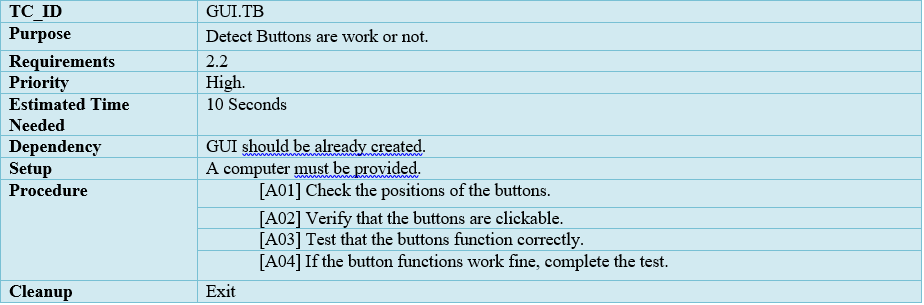 TC_ID GUI.TB
Purpose Detect Buttons are work or not.
Requirements 2.2
Priority High.
Estimated Time 10 Seconds
Needed
Dependency GUI should be already created.
Setup A computer must be provided.
Procedure [A01] Check the positions of the buttons.
[A02] Verify that the buttons are clickable.
[A03] Test that the buttons function correctly.
[A04] If the button functions work fine, complete the test.
Cleanup Exit